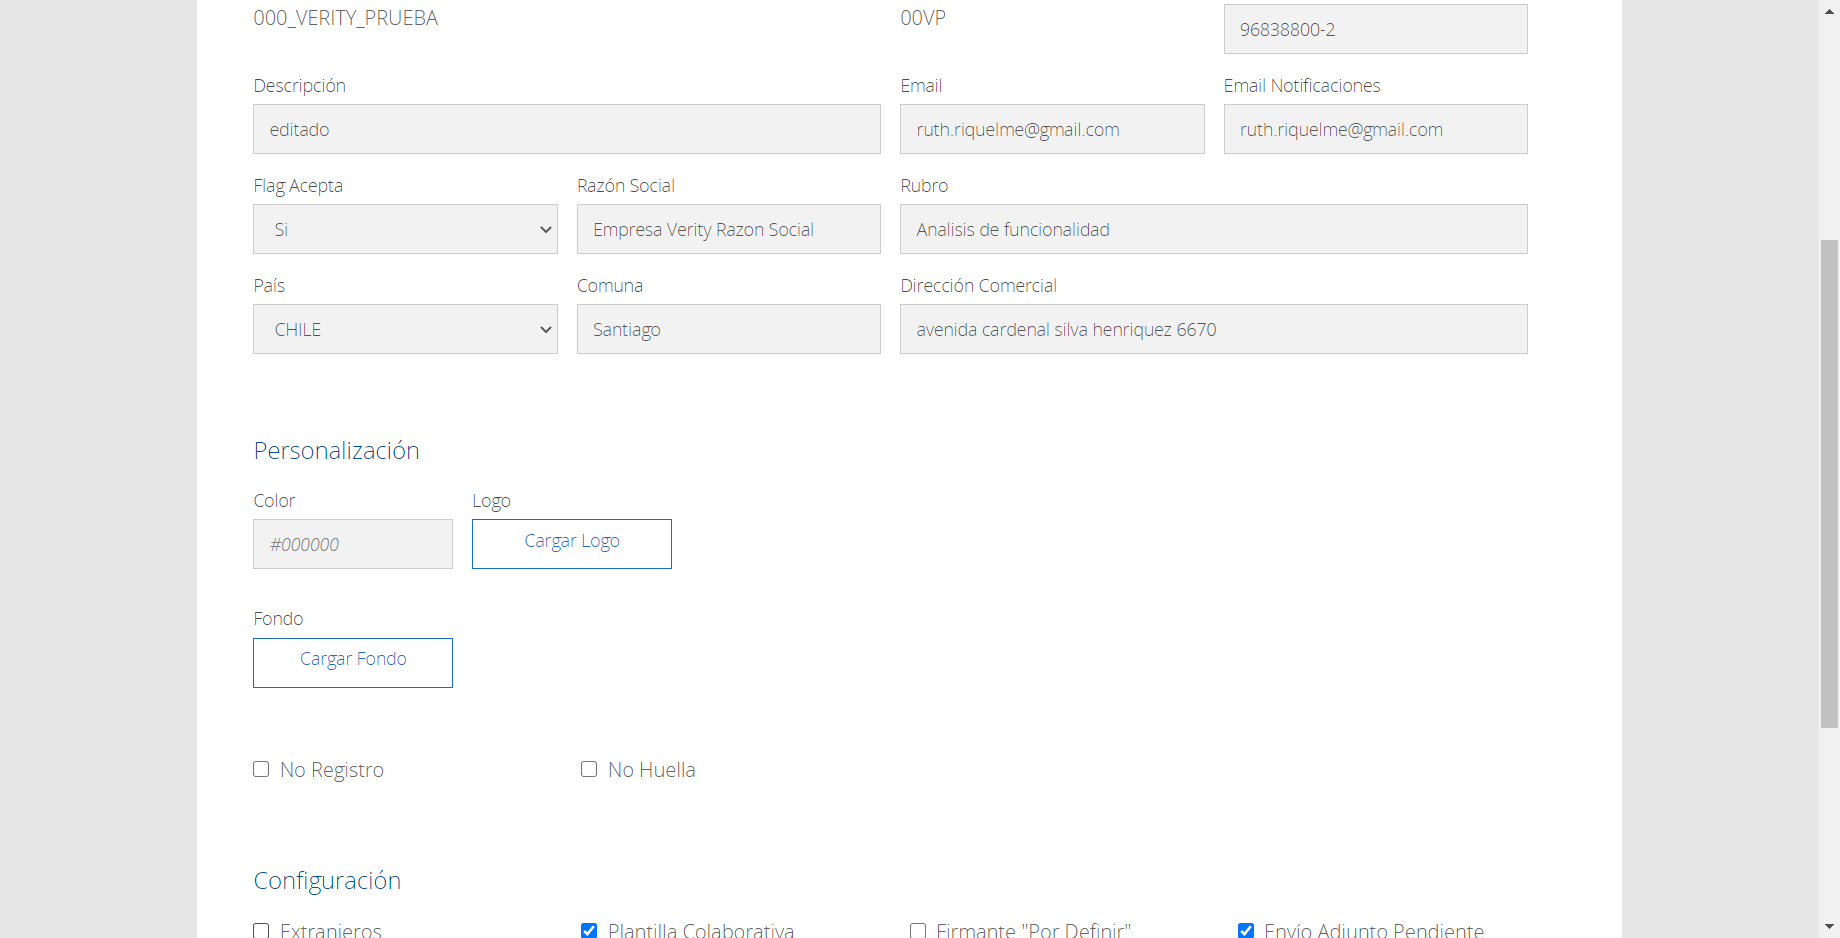 000_VERITY_PRUEBA 00VP 96838800-2
Descripción Email Email Notificaciones
editado ruth.riquelme@gmail.com ruth.riquelme@gmail.com
Flag Acepta Razón Social Rubro
Si Empresa Verity Razon Social Analisis de funcionalidad
País Comuna Dirección Comercial
CHILE Santiago avenida cardenal silva henriquez 6670
Personalización
Color Logo
#000000 Cargar Logo
Fondo
Cargar Fondo
No Registro No Huella
Configuración
Extranjeros Plantilla Colaborativa Firmante "Por Definir" Envío Adjunto Pendiente